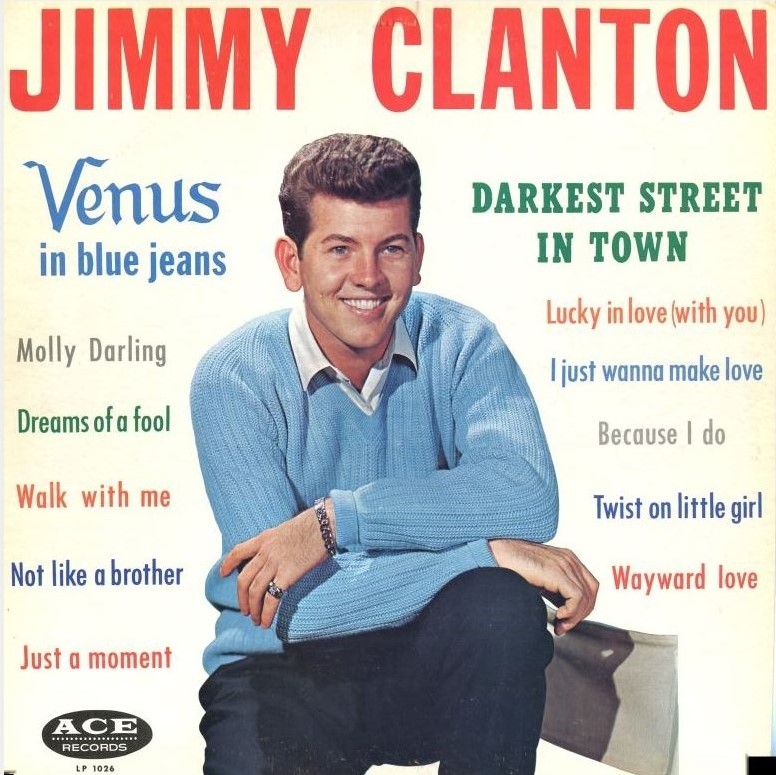 JIMMY CLANTON
Venus
in blue jeans
Molly Darling
Dreams of a fool
Walk with me
Not like a brother
Just a moment
DARKEST STREET
IN TOWN
Lucky in love (with you)
I just wanna make love
Because I do
Twist on little girl
Wayward love
ACE
RECORDS
LP 1026